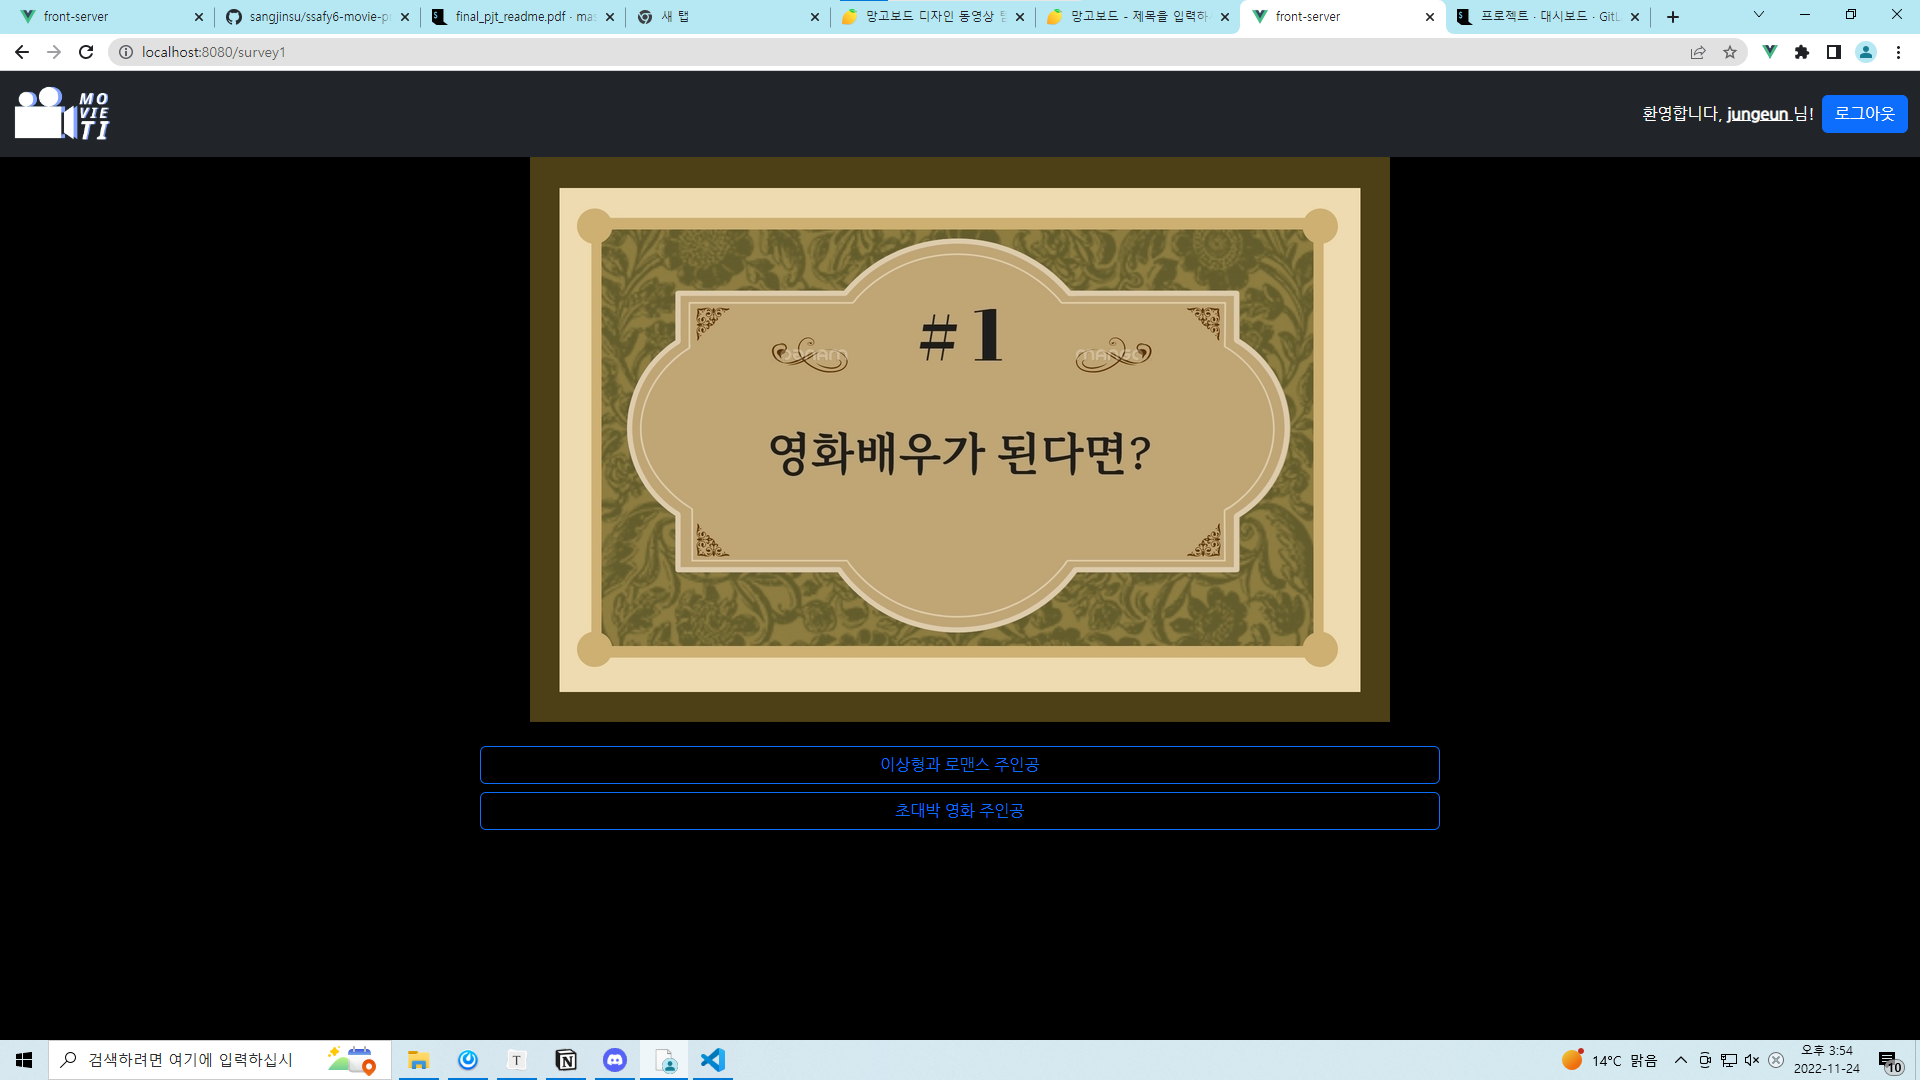 front-server
sangjinsu/ssafy6-movie-pr
final_pjt_readme.pdf · mas
새 탭
망고보드 디자인 동영상 템
망고보드 - 제목을 입력하세
front-server
프로젝트 · 대시보드 · GitL
localhost:8080/survey1
MO
VIE
TI
환영합니다, jungeun 님!
로그아웃
#1
영화배우가 된다면?
이상형과 로맨스 주인공
초대박 영화 주인공
검색하려면 여기에 입력하십시
14°C 맑음
오후 3:54
2022-11-24
10